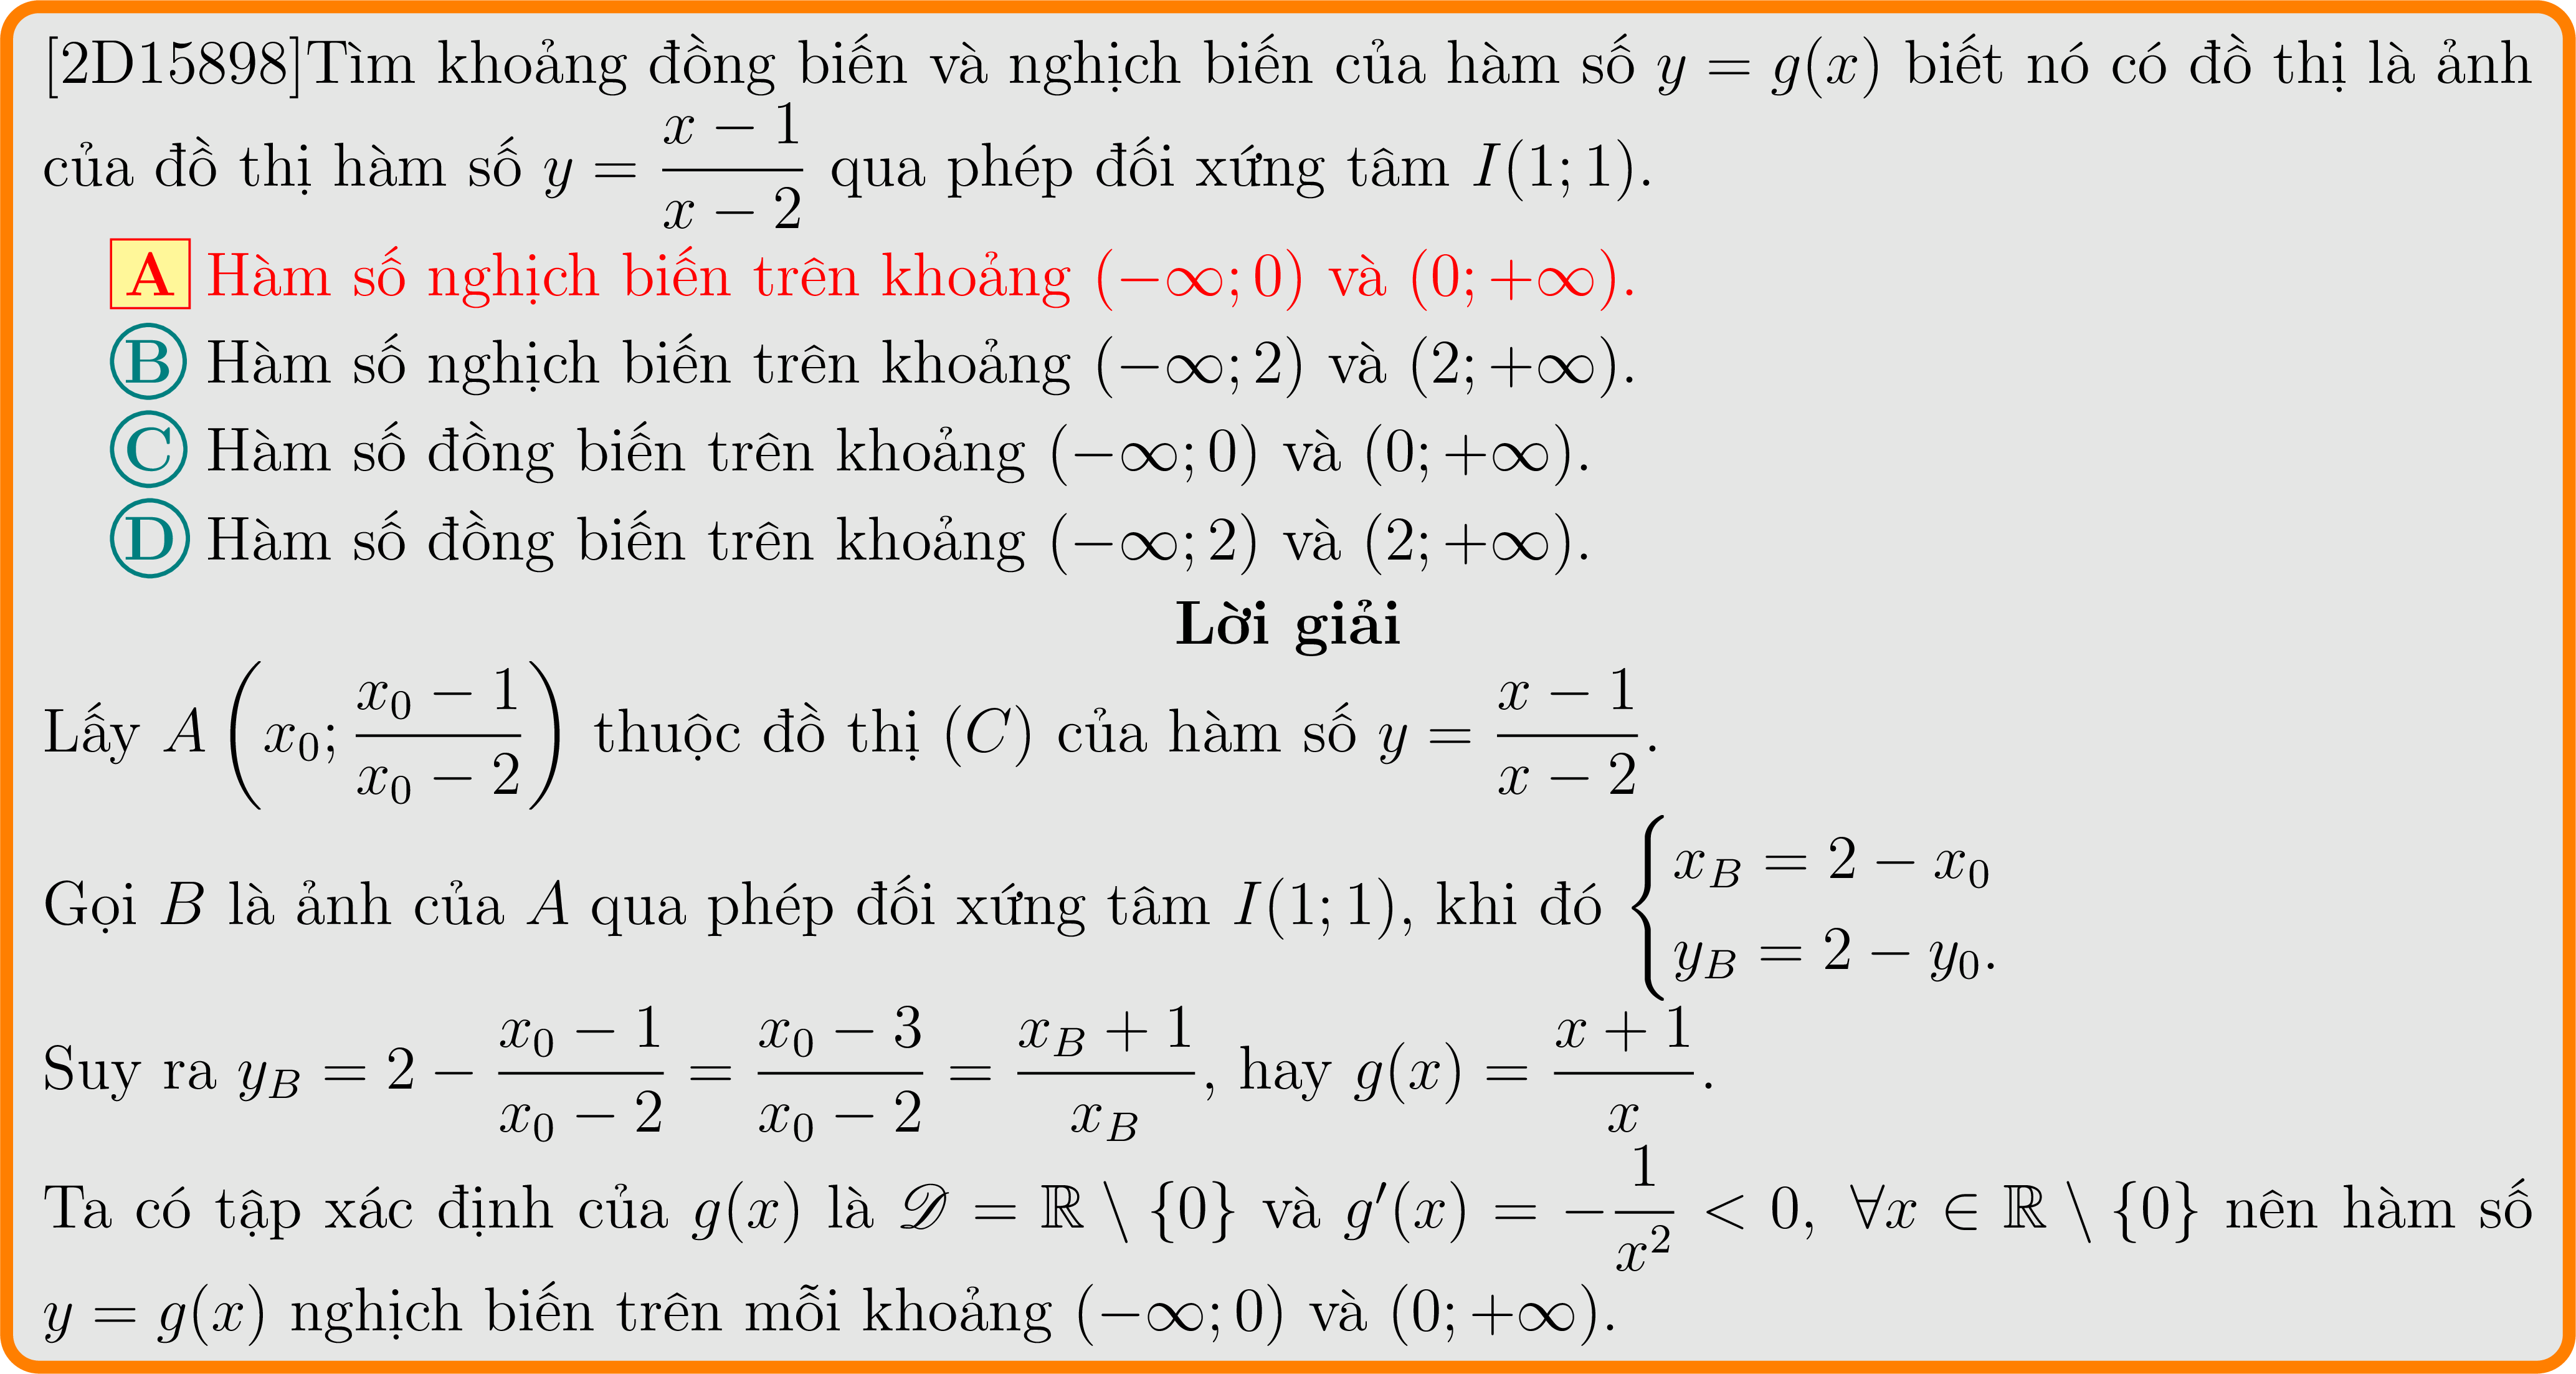 [2D15898]Tìm khoảng đồng biến và nghịch biến của hàm số $y = g(x)$ biết nó có đồ thị là ảnh
của đồ thị hàm số $y = \dfrac{x-1}{x-2}$ qua phép đối xứng tâm $I(1;1)$.
A Hàm số nghịch biến trên khoảng $(-\infty;0)$ và $(0;+\infty)$.
B Hàm số nghịch biến trên khoảng $(-\infty;2)$ và $(2;+\infty)$.
C Hàm số đồng biến trên khoảng $(-\infty;0)$ và $(0;+\infty)$.
D Hàm số đồng biến trên khoảng $(-\infty;2)$ và $(2;+\infty)$.
Lời giải
Lấy $A\left(x_0;\dfrac{x_0-1}{x_0-2}\right)$ thuộc đồ thị $(C)$ của hàm số $y = \dfrac{x-1}{x-2}$.
Gọi $B$ là ảnh của $A$ qua phép đối xứng tâm $I(1;1)$, khi đó $\begin{cases} x_B = 2 - x_0 \\ y_B = 2 - y_0. \end{cases}$
Suy ra $y_B = 2 - \dfrac{x_0-1}{x_0-2} = \dfrac{x_0-3}{x_0-2} = \dfrac{x_B+1}{x_B}$, hay $g(x) = \dfrac{x+1}{x}$.
Ta có tập xác định của $g(x)$ là $\mathscr{D} = \mathbb{R} \setminus \{0\}$ và $g'(x) = -\dfrac{1}{x^2} < 0,\ \forall x \in \mathbb{R} \setminus \{0\}$ nên hàm số
$y = g(x)$ nghịch biến trên mỗi khoảng $(-\infty;0)$ và $(0;+\infty)$.